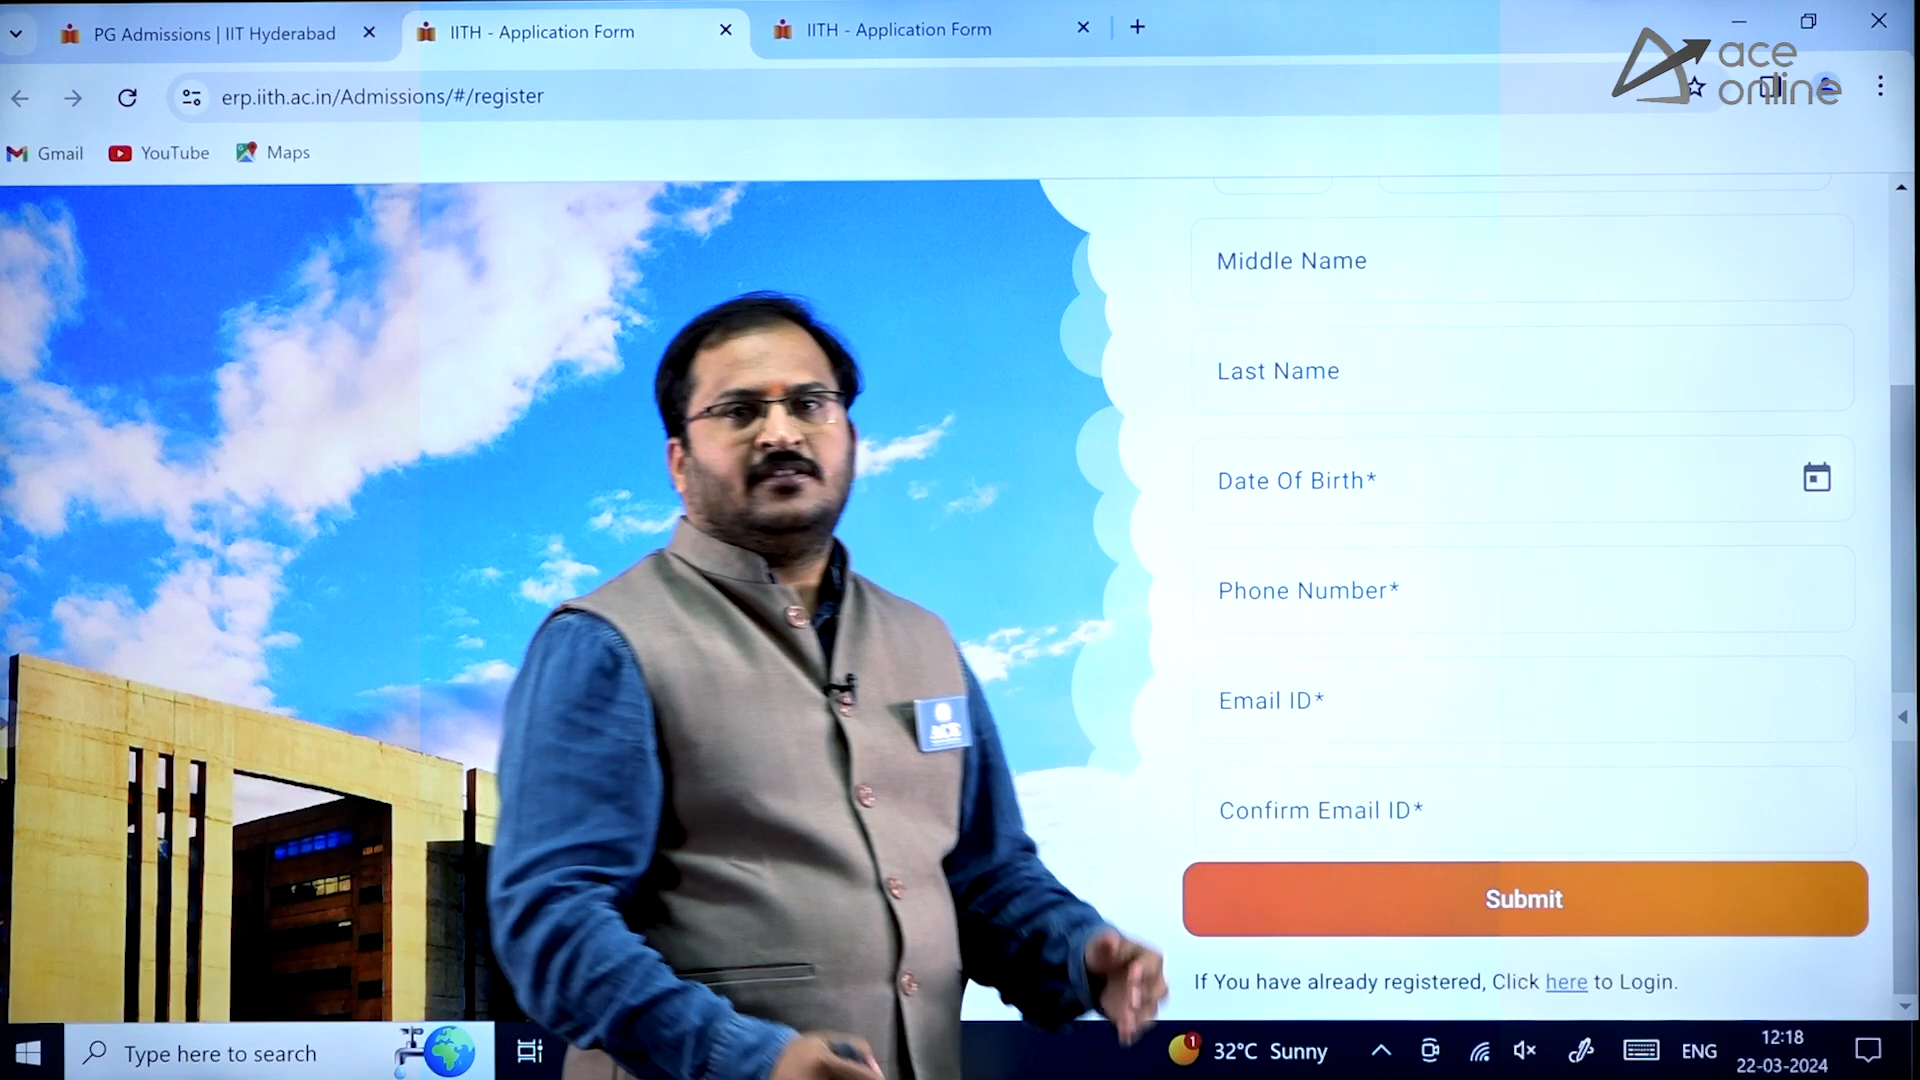 PG Admissions | IIT Hyderabad
IITH - Application Form
IITH - Application Form
ace
online
erp.iith.ac.in/Admissions/#/register
Gmail
YouTube
Maps
Middle Name
Last Name
Date Of Birth*
Phone Number*
Email ID*
ACE
Confirm Email ID*
Submit
If You have already registered, Click here to Login.
Type here to search
1
32°C Sunny
ENG
12:18
22-03-2024